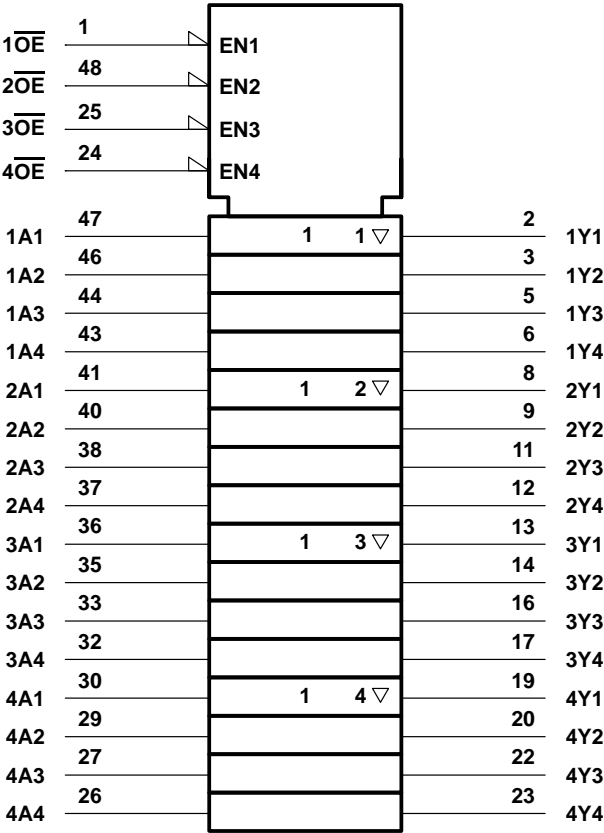 1O̅E̅ 1 EN1
2O̅E̅ 48 EN2
3O̅E̅ 25 EN3
4O̅E̅ 24 EN4
1A1 47 1 1 ▽ 2 1Y1
1A2 46 3 1Y2
1A3 44 5 1Y3
1A4 43 6 1Y4
2A1 41 1 2 ▽ 8 2Y1
2A2 40 9 2Y2
2A3 38 11 2Y3
2A4 37 12 2Y4
3A1 36 1 3 ▽ 13 3Y1
3A2 35 14 3Y2
3A3 33 16 3Y3
3A4 32 17 3Y4
4A1 30 1 4 ▽ 19 4Y1
4A2 29 20 4Y2
4A3 27 22 4Y3
4A4 26 23 4Y4